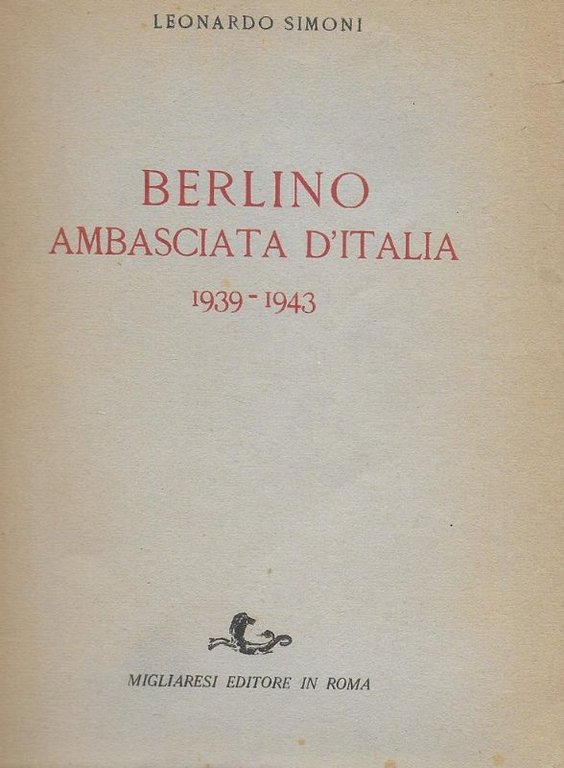 LEONARDO SIMONI
BERLINO
AMBASCIATA D'ITALIA
1939-1943
MIGLIARESI EDITORE IN ROMA